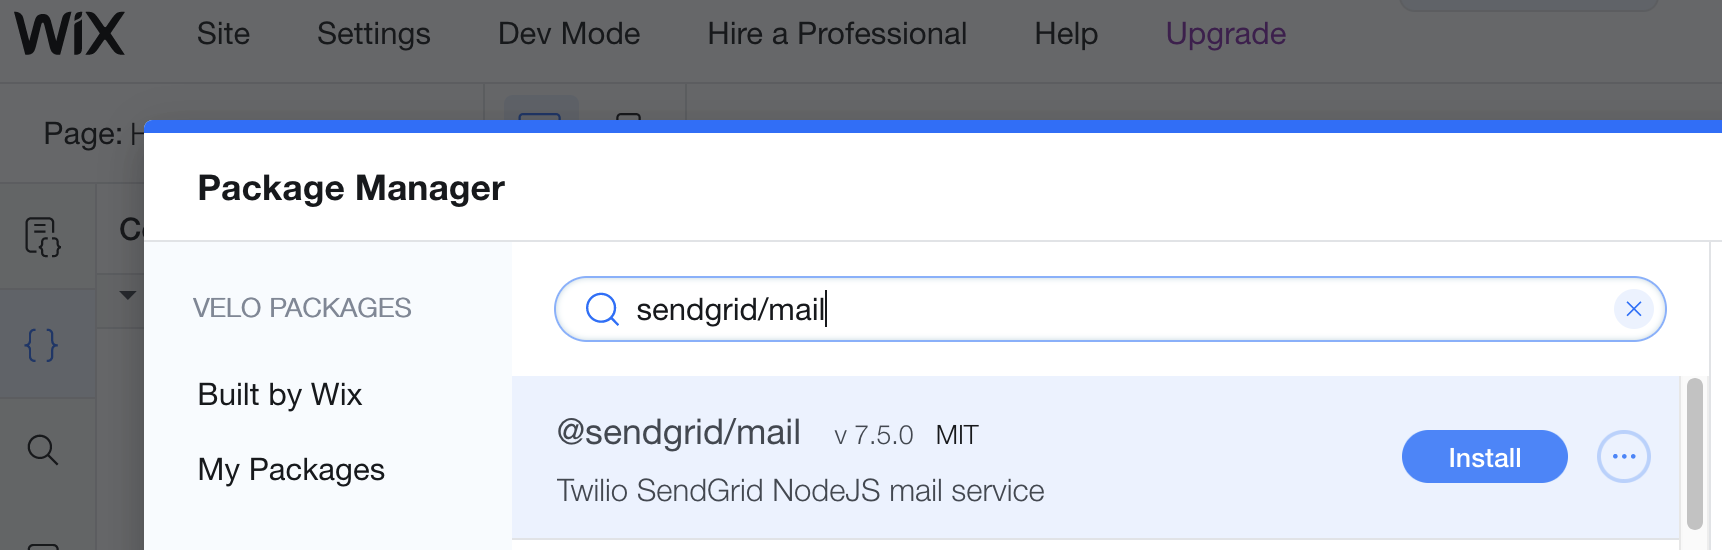 WiX Site Settings Dev Mode Hire a Professional Help Upgrade
Page:
Package Manager
VELO PACKAGES
Built by Wix
My Packages
sendgrid/mail
@sendgrid/mail v 7.5.0 MIT
Twilio SendGrid NodeJS mail service
Install